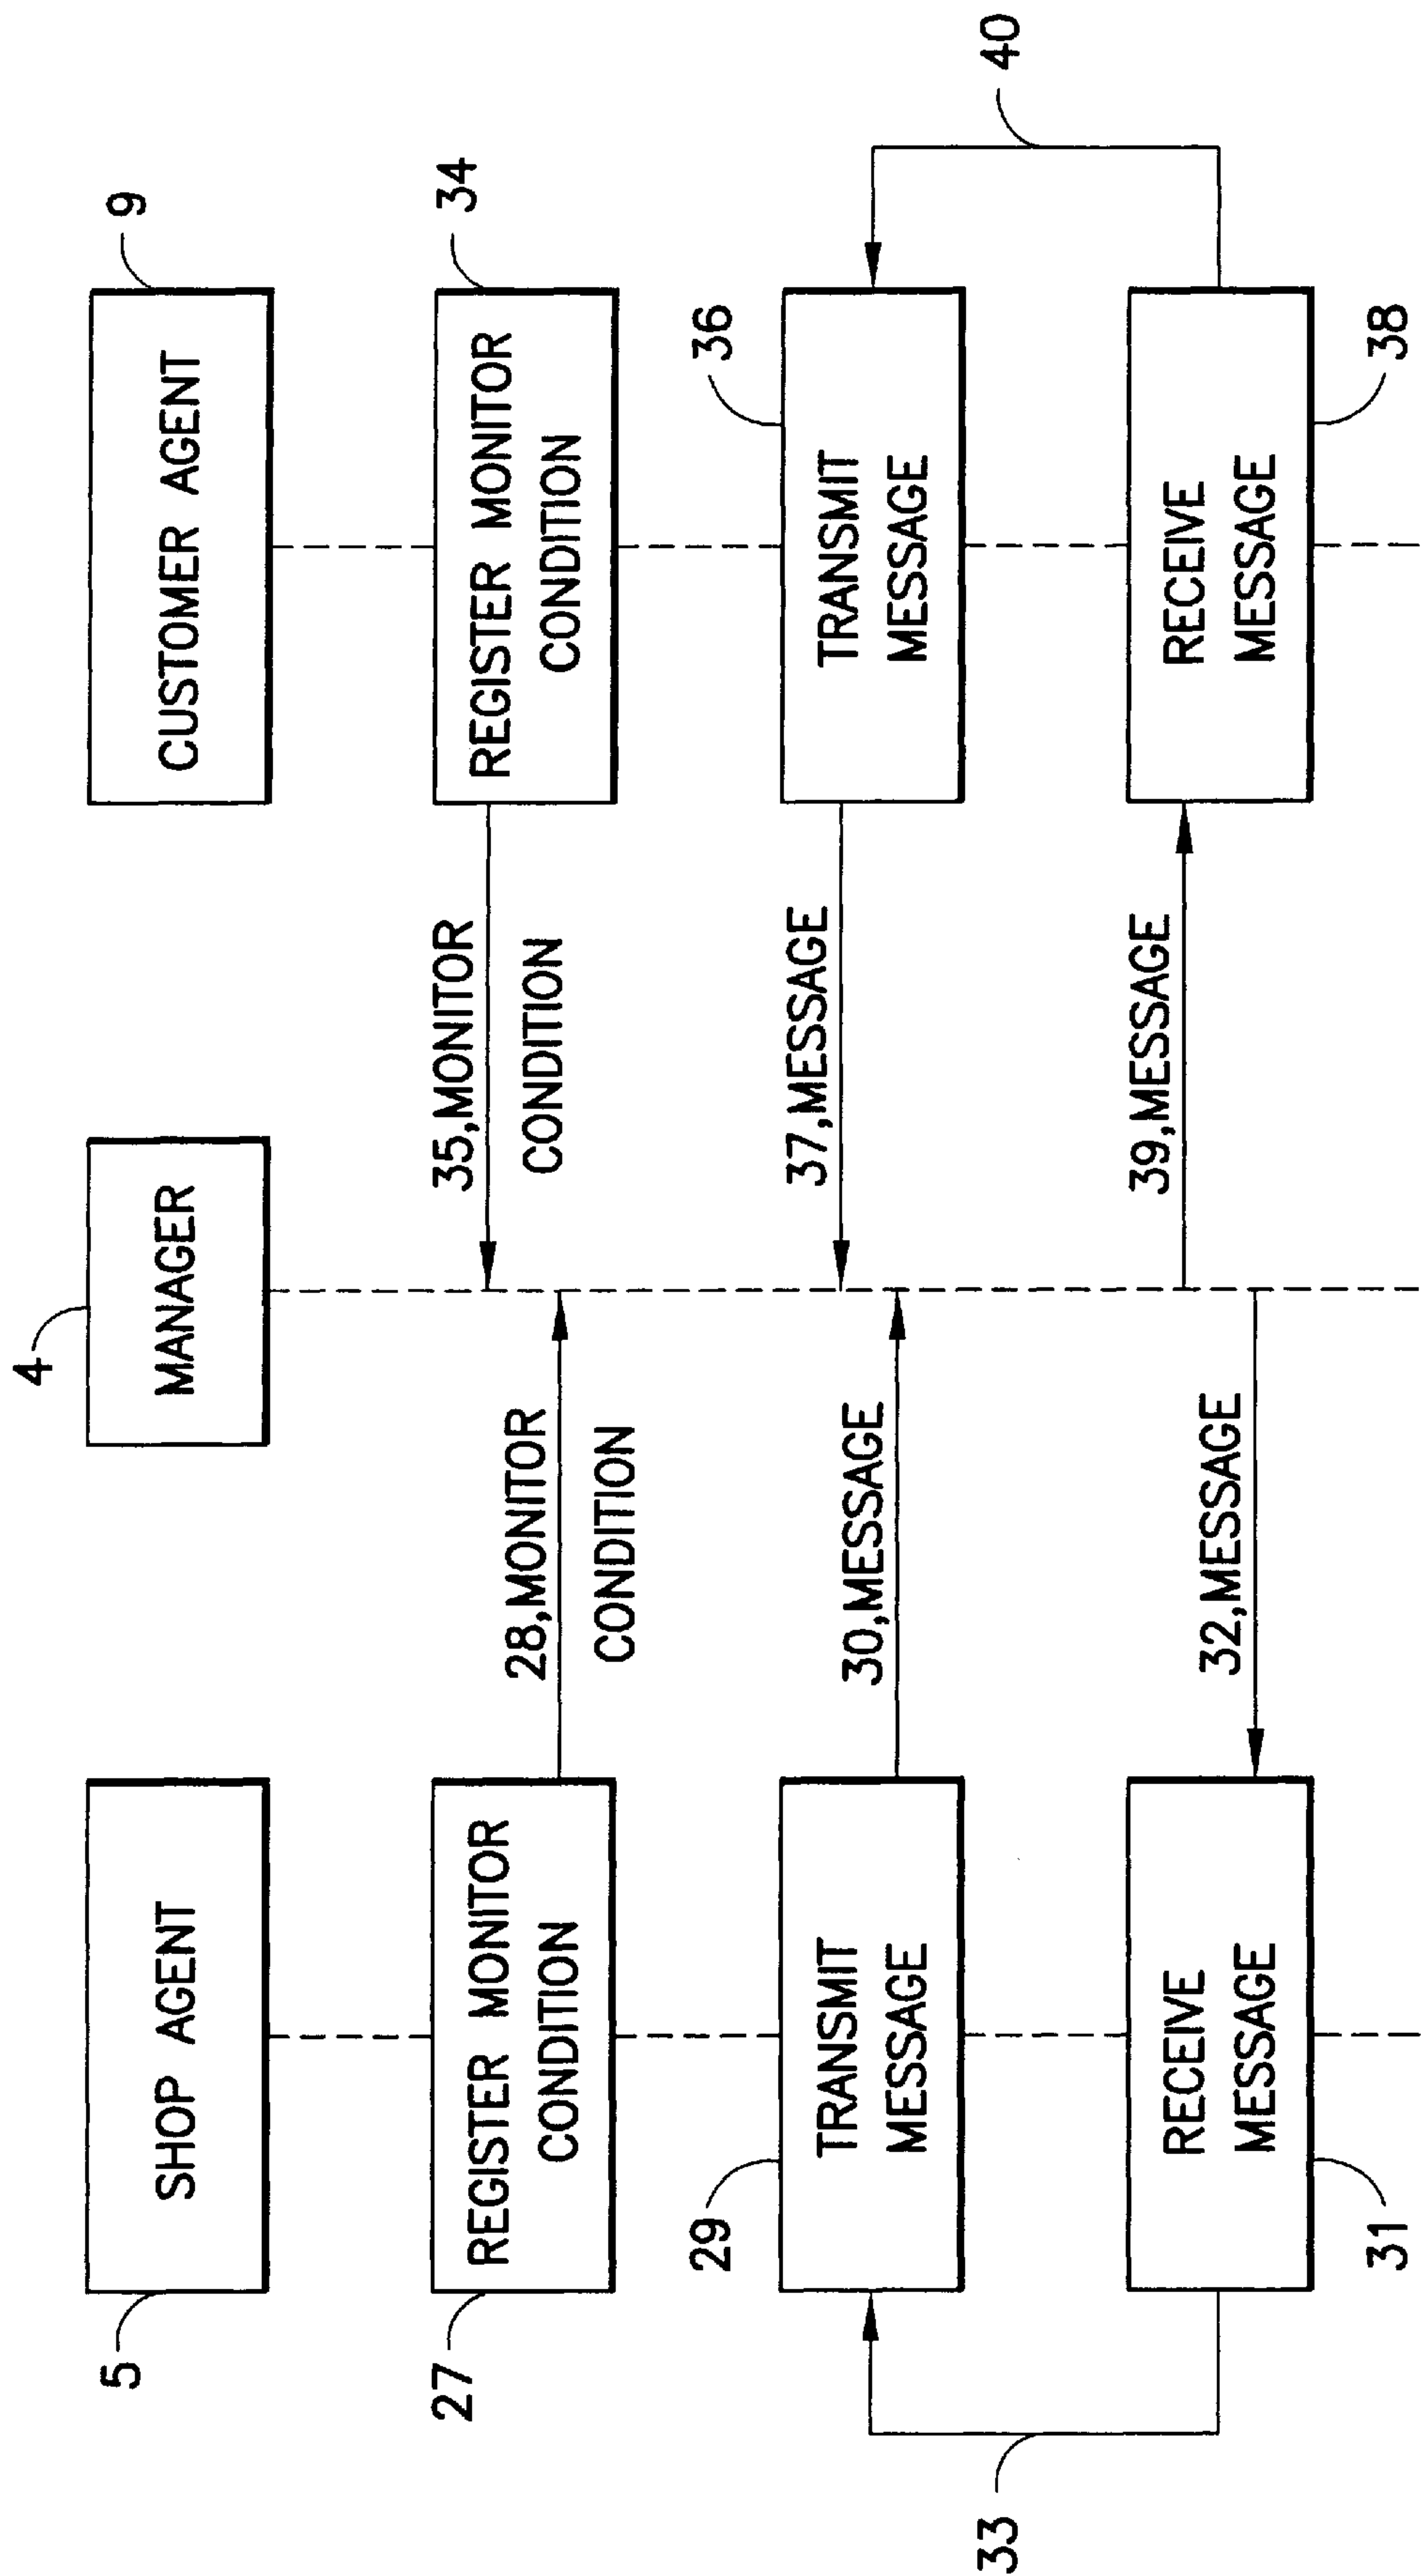 4
5
SHOP AGENT
MANAGER
CUSTOMER AGENT
9
27
REGISTER MONITOR
CONDITION
28,MONITOR
CONDITION
35,MONITOR
CONDITION
REGISTER MONITOR
CONDITION
34
29
TRANSMIT
MESSAGE
30,MESSAGE
37,MESSAGE
36
TRANSMIT
MESSAGE
33
RECEIVE
MESSAGE
31
32,MESSAGE
39,MESSAGE
RECEIVE
MESSAGE
38
40